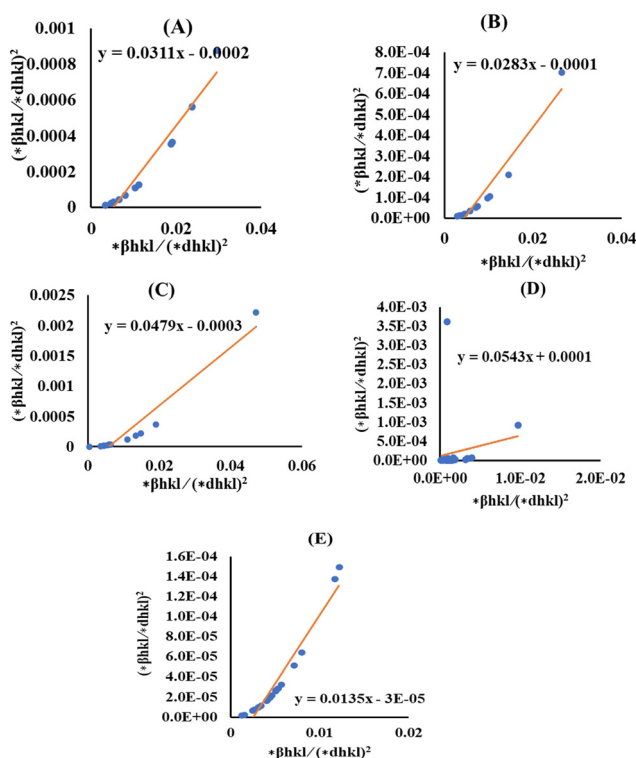 (A)
y = 0.0311x - 0.0002
(*βhkl/*dhkl)²
0.001
0.0008
0.0006
0.0004
0.0002
0
0 0.02 0.04
*βhkl/(*dhkl)²
(B)
y = 0.0283x - 0.0001
(*βhkl/*dhkl)²
8.0E-04
7.0E-04
6.0E-04
5.0E-04
4.0E-04
3.0E-04
2.0E-04
1.0E-04
0.0E+00
0 0.02 0.04
*βhkl/(*dhkl)²
(C)
y = 0.0479x - 0.0003
(*βhkl/*dhkl)²
0.0025
0.002
0.0015
0.001
0.0005
0
0 0.02 0.04 0.06
*βhkl/(*dhkl)²
(D)
y = 0.0543x + 0.0001
(*βhkl/*dhkl)²
4.0E-03
3.5E-03
3.0E-03
2.5E-03
2.0E-03
1.5E-03
1.0E-03
5.0E-04
0.0E+00
0.0E+00 1.0E-02 2.0E-02
*βhkl/(*dhkl)²
(E)
(*βhkl/*dhkl)²
1.6E-04
1.4E-04
1.2E-04
1.0E-04
8.0E-05
6.0E-05
4.0E-05
2.0E-05
0.0E+00
y = 0.0135x - 3E-05
0 0.01 0.02
*βhkl/(*dhkl)²